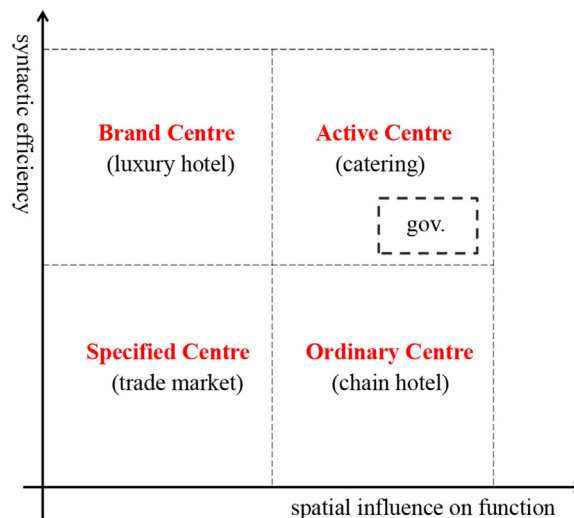 syntactic efficiency
Brand Centre
(luxury hotel)
Active Centre
(catering)
gov.
Specified Centre
(trade market)
Ordinary Centre
(chain hotel)
spatial influence on function